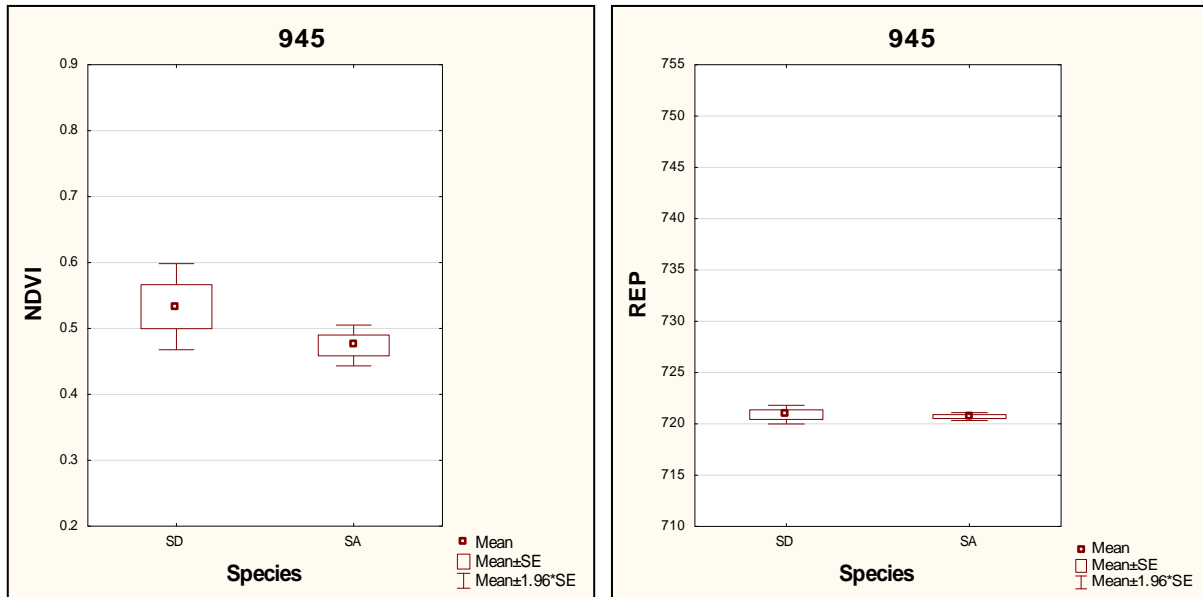 945
0.9
0.8
0.7
0.6
0.5
0.4
0.3
0.2
NDVI
SD SA
Species
Mean
Mean±SE
Mean±1.96*SE
945
755
750
745
740
735
730
725
720
715
710
REP
SD SA
Species
Mean
Mean±SE
Mean±1.96*SE